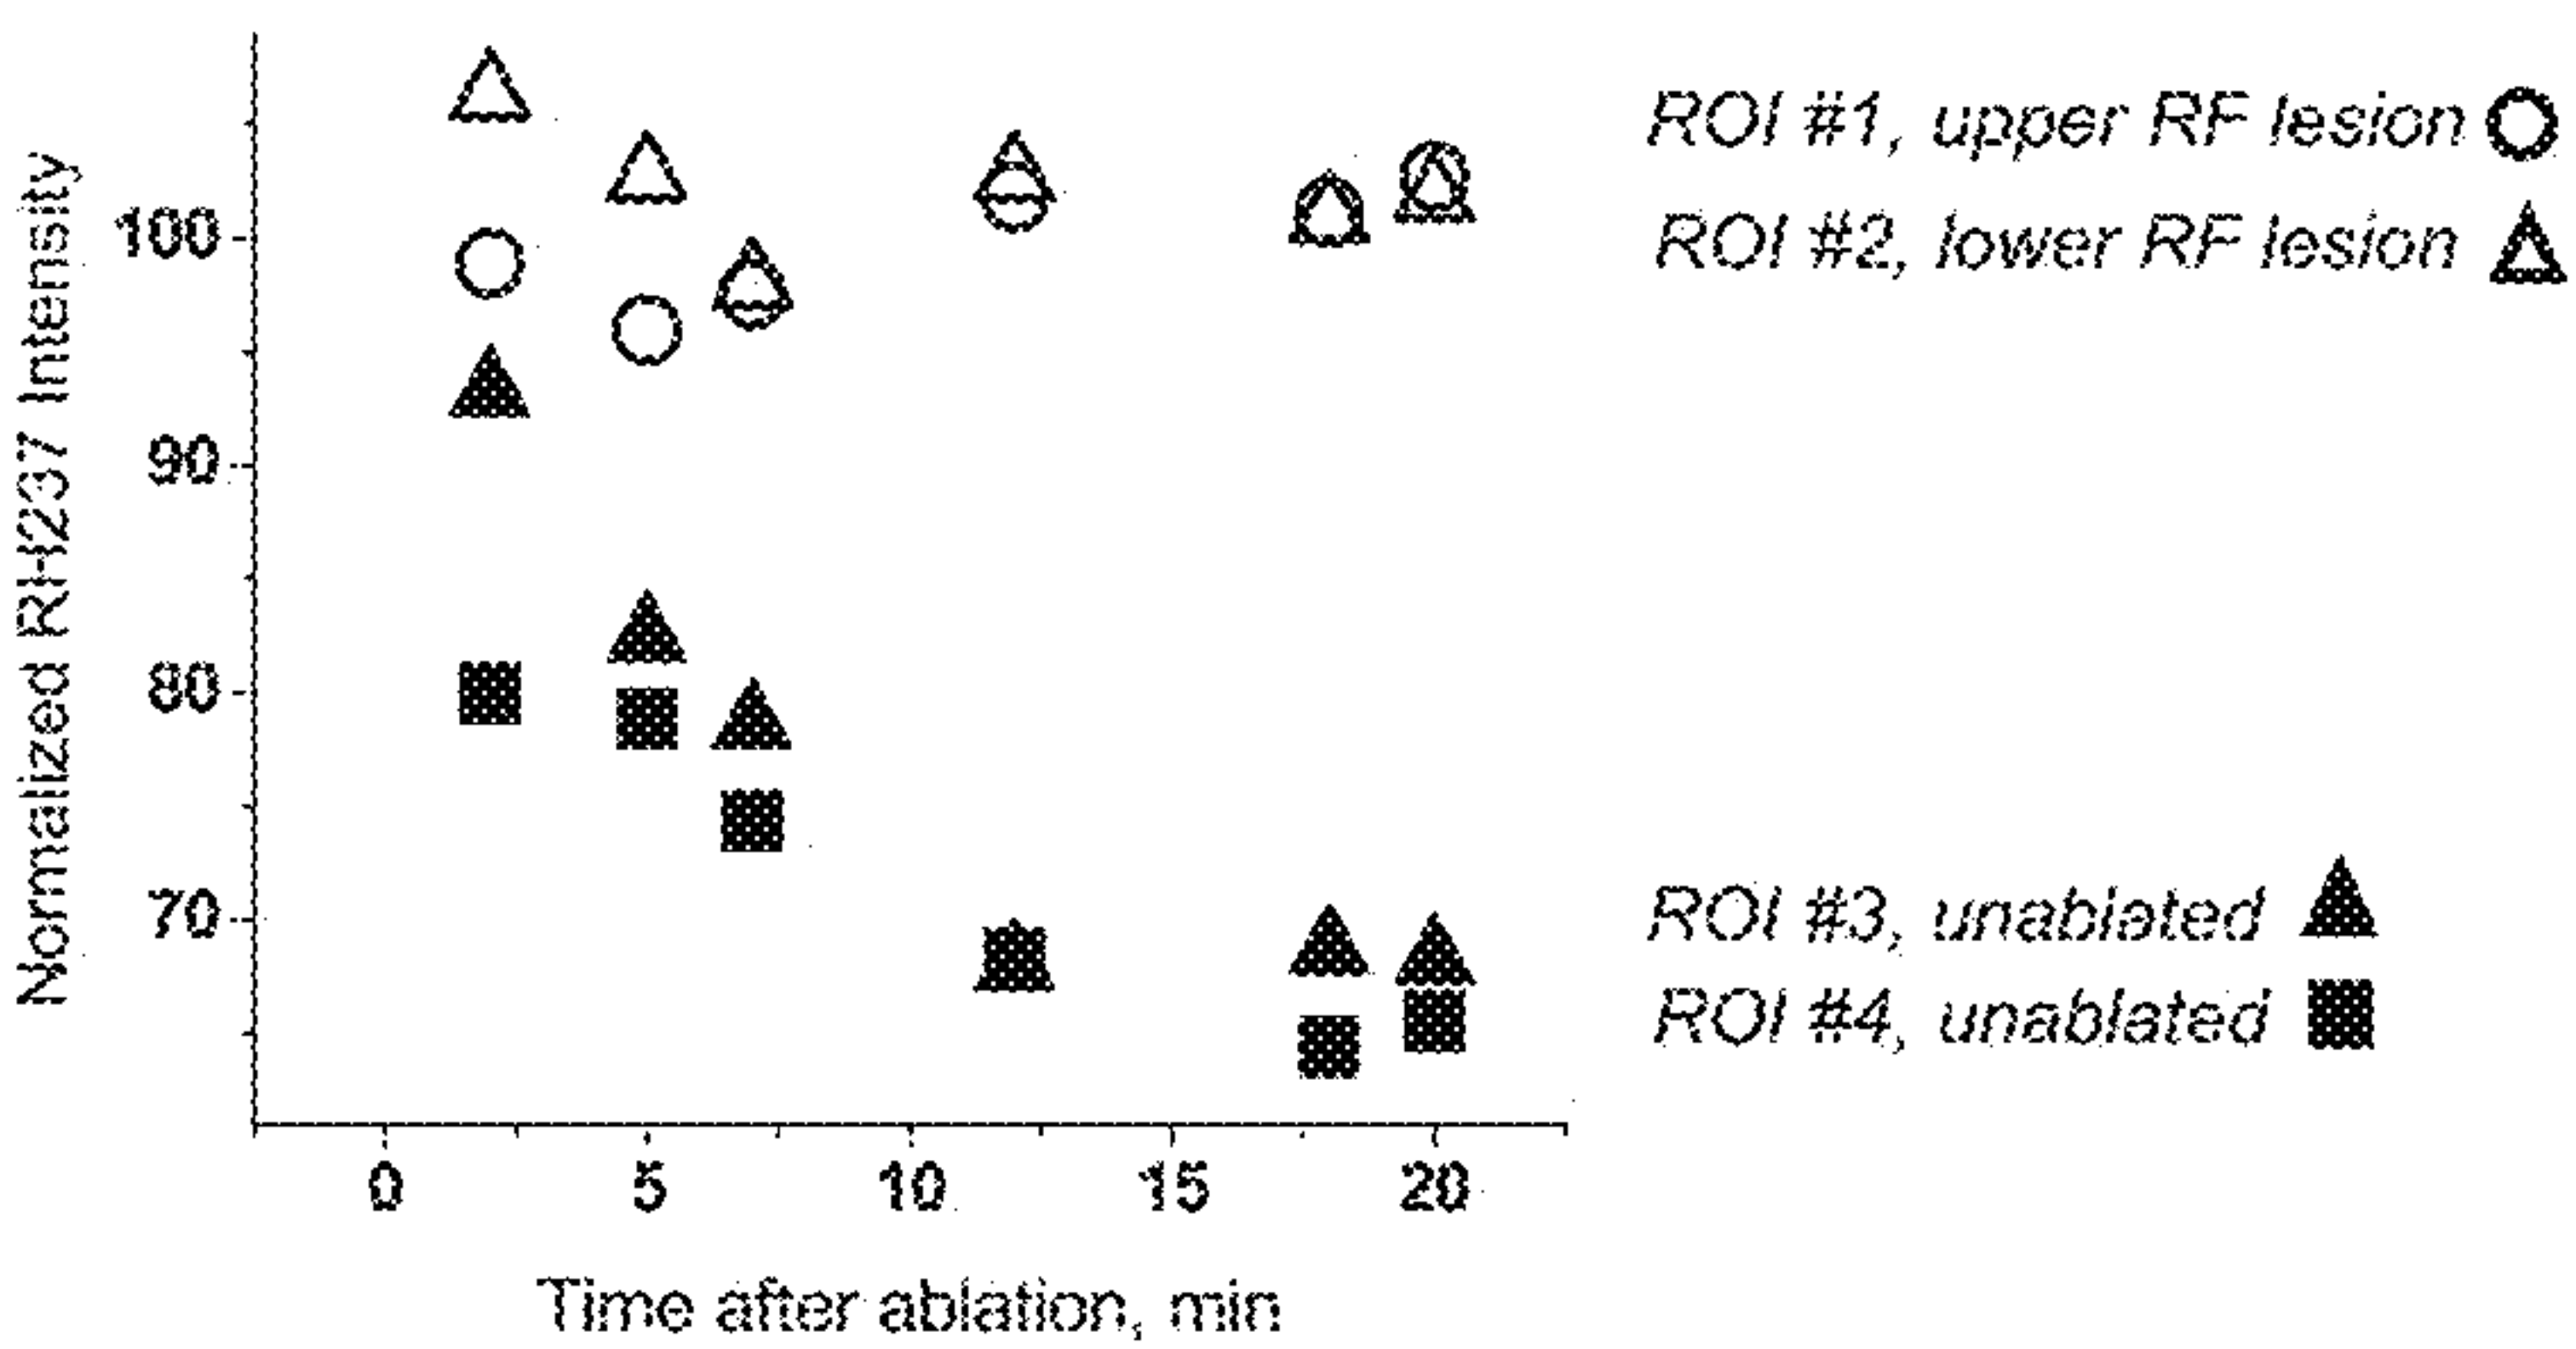 Normalized RH237 Intensity
100
90
80
70
0 5 10 15 20
Time after ablation, min
ROI #1, upper RF lesion
ROI #2, lower RF lesion
ROI #3, unablated
ROI #4, unablated